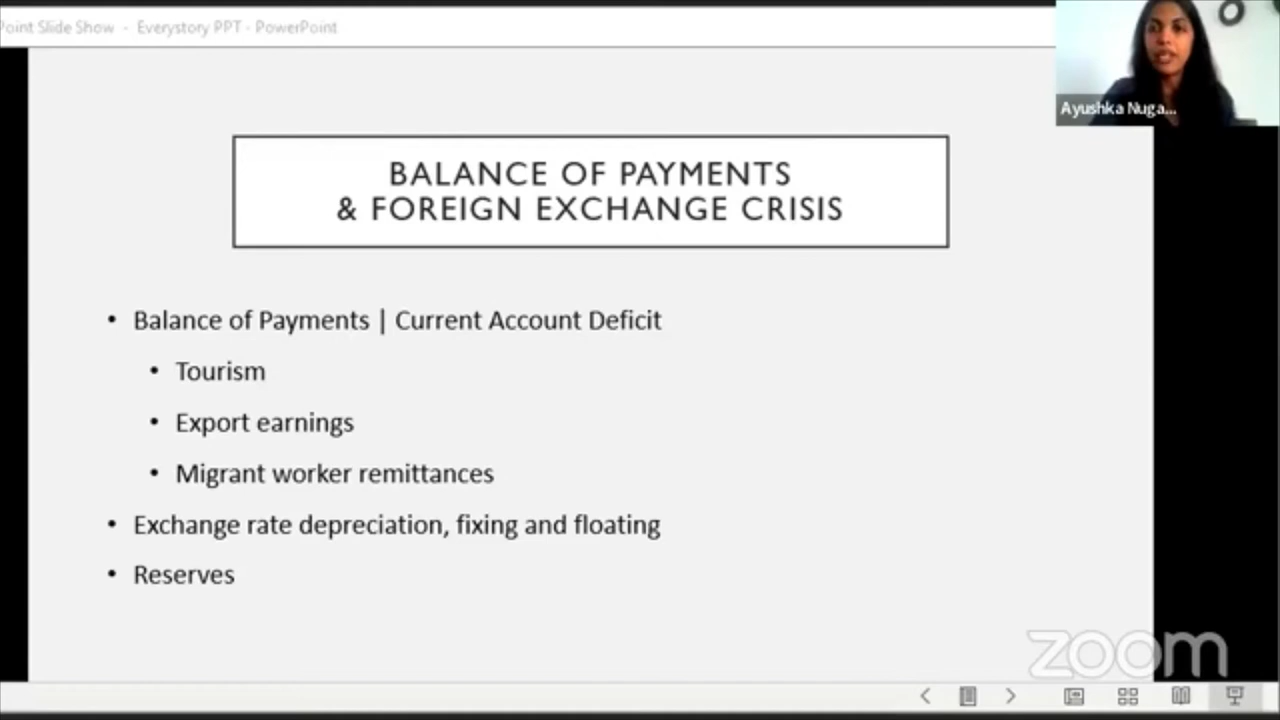 Point Slide Show - Everystory PPT - PowerPoint
Ayushka Nuga...
BALANCE OF PAYMENTS
& FOREIGN EXCHANGE CRISIS
• Balance of Payments | Current Account Deficit
• Tourism
• Export earnings
• Migrant worker remittances
• Exchange rate depreciation, fixing and floating
• Reserves
zoom